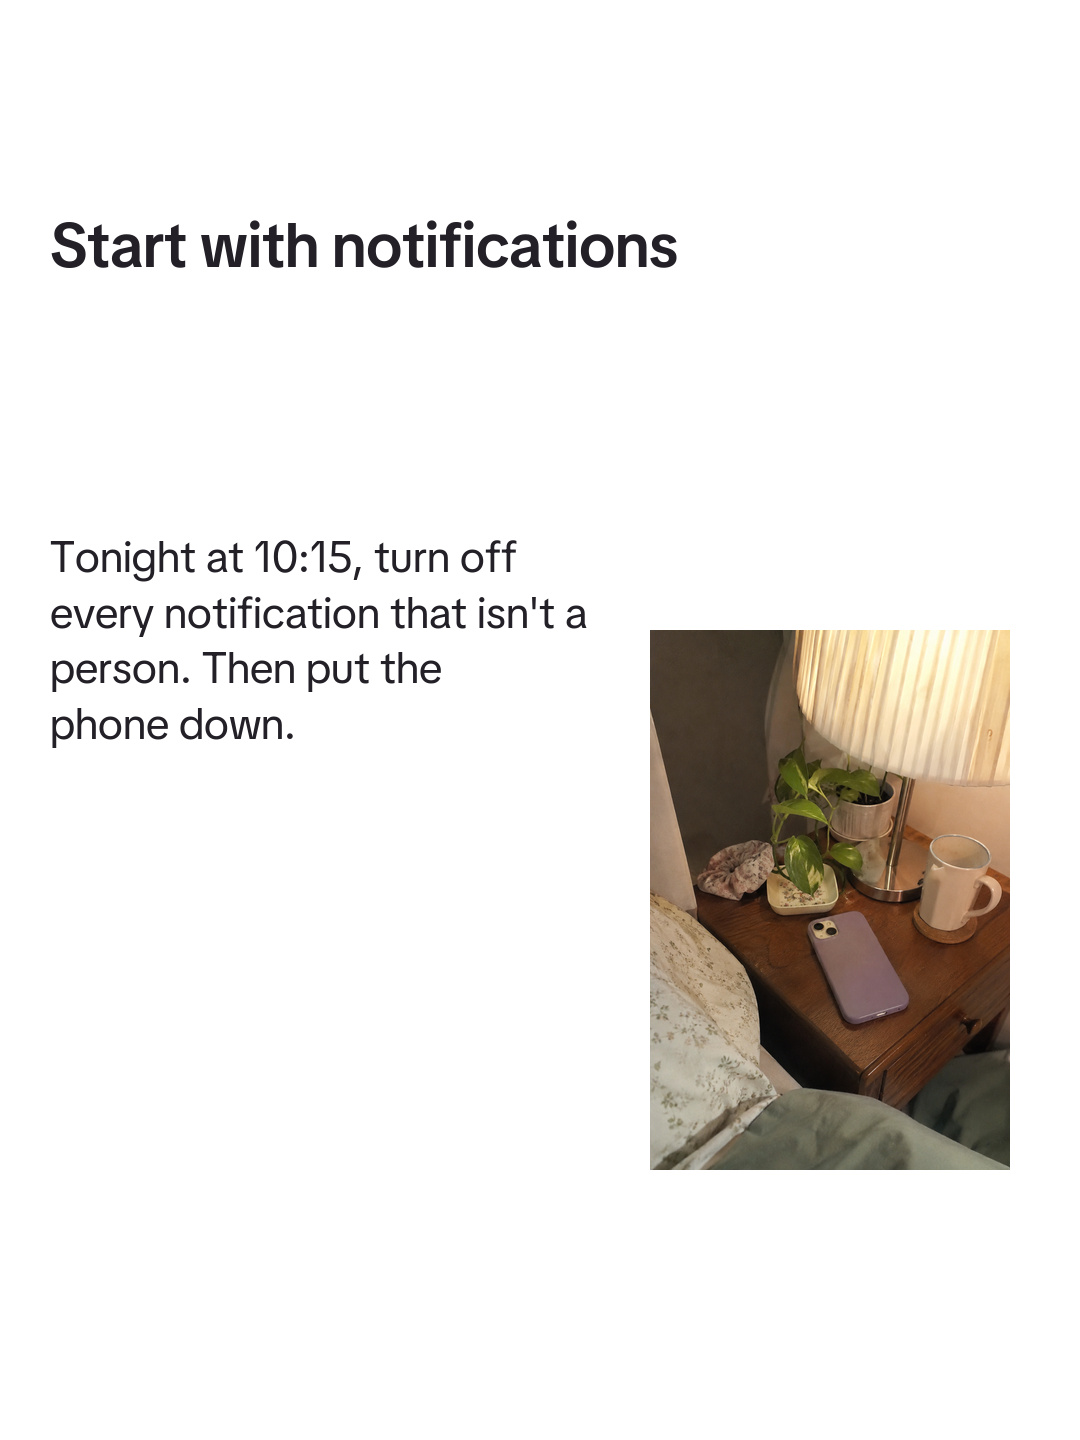 Start with notifications
Tonight at 10:15, turn off
every notification that isn't a
person. Then put the
phone down.